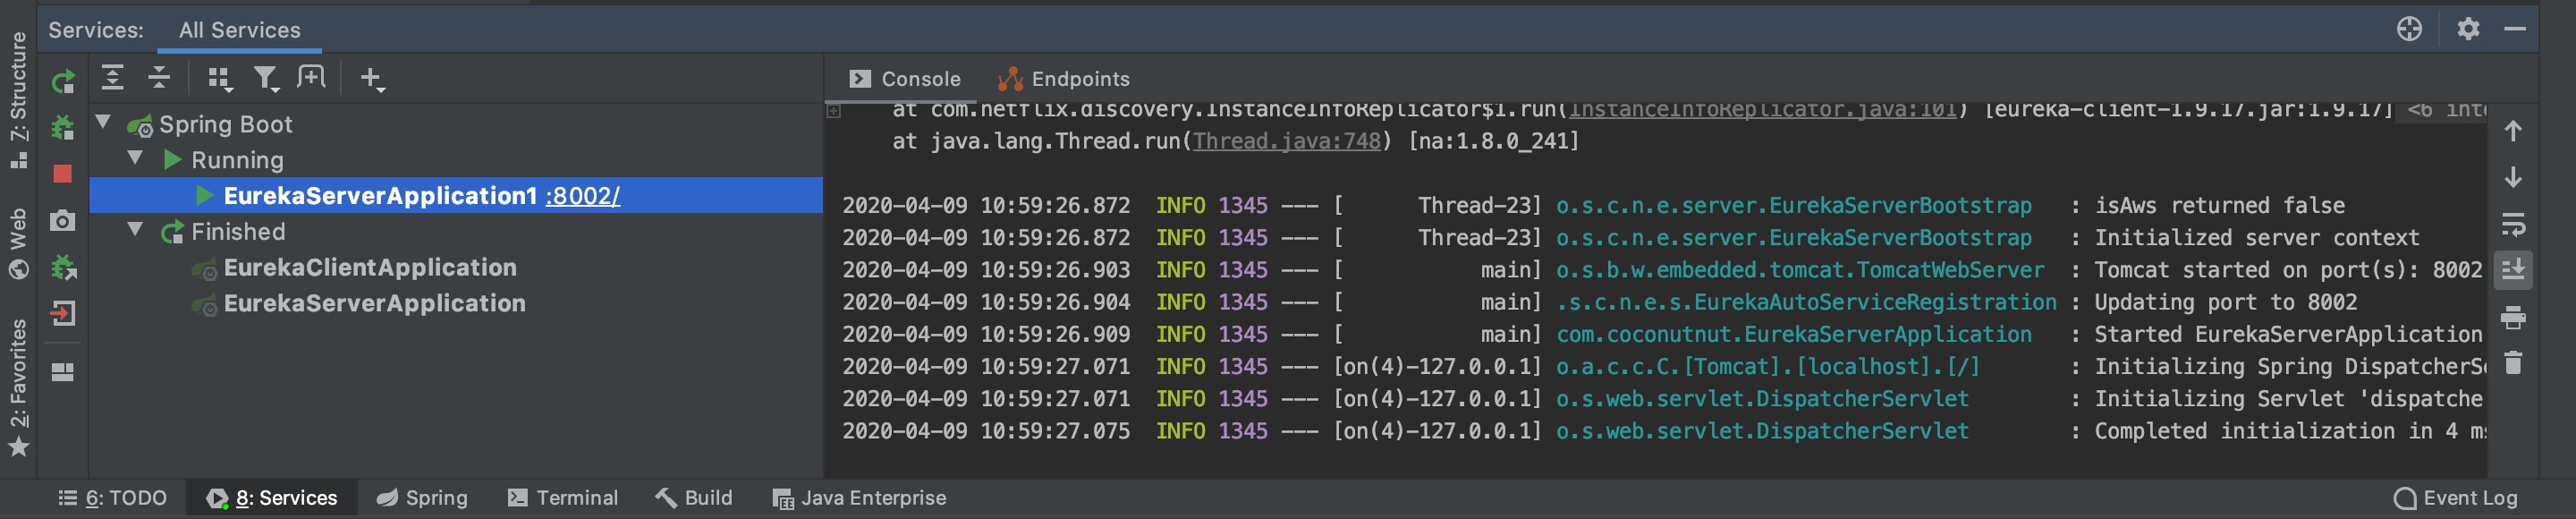 Services: All Services
Z: Structure
Web
2: Favorites
Spring Boot
Running
EurekaServerApplication1 :8002/
Finished
EurekaClientApplication
EurekaServerApplication
Console Endpoints
at com.netflix.discovery.InstanceInfoReplicator$1.run(InstanceInfoReplicator.java:101) [eureka-client-1.9.17.jar:1.9.17] <6 inte
at java.lang.Thread.run(Thread.java:748) [na:1.8.0_241]
2020-04-09 10:59:26.872 INFO 1345 --- [ Thread-23] o.s.c.n.e.server.EurekaServerBootstrap : isAws returned false
2020-04-09 10:59:26.872 INFO 1345 --- [ Thread-23] o.s.c.n.e.server.EurekaServerBootstrap : Initialized server context
2020-04-09 10:59:26.903 INFO 1345 --- [ main] o.s.b.w.embedded.tomcat.TomcatWebServer : Tomcat started on port(s): 8002
2020-04-09 10:59:26.904 INFO 1345 --- [ main] .s.c.n.e.s.EurekaAutoServiceRegistration : Updating port to 8002
2020-04-09 10:59:26.909 INFO 1345 --- [ main] com.coconutnut.EurekaServerApplication : Started EurekaServerApplication
2020-04-09 10:59:27.071 INFO 1345 --- [on(4)-127.0.0.1] o.a.c.c.C.[Tomcat].[localhost].[/] : Initializing Spring DispatcherSe
2020-04-09 10:59:27.071 INFO 1345 --- [on(4)-127.0.0.1] o.s.web.servlet.DispatcherServlet : Initializing Servlet 'dispatche
2020-04-09 10:59:27.075 INFO 1345 --- [on(4)-127.0.0.1] o.s.web.servlet.DispatcherServlet : Completed initialization in 4 ms
6: TODO 8: Services Spring Terminal Build Java Enterprise Event Log